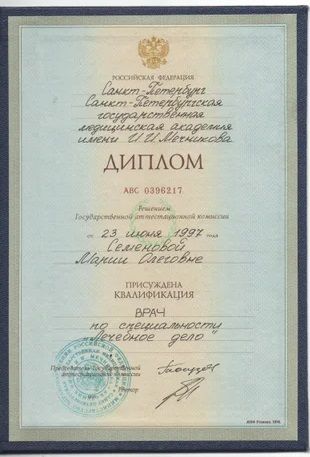 РОССИЙСКАЯ ФЕДЕРАЦИЯ
Санкт-Петербург
Санкт-Петербургская
государственная
медицинская академия
имени И.И.Мечникова
ДИПЛОМ
АВС 0396217
Решением
Государственной аттестационной комиссии
от 23 июня 1997 года
Семеновой
Марии Олеговне
ПРИСУЖДЕНА
КВАЛИФИКАЦИЯ
ВРАЧ
по специальности
"Лечебное дело"
Председатель Государственной
аттестационной комиссии
Ректор